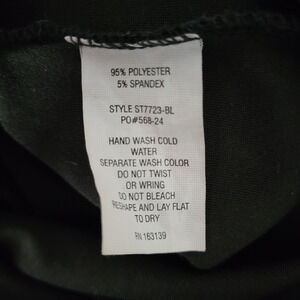 95% POLYESTER
5% SPANDEX
STYLE ST7723-BL
PO#568-24
HAND WASH COLD
WATER
SEPARATE WASH COLOR
DO NOT TWIST
OR WRING
DO NOT BLEACH
RESHAPE AND LAY FLAT
TO DRY
RN 163139